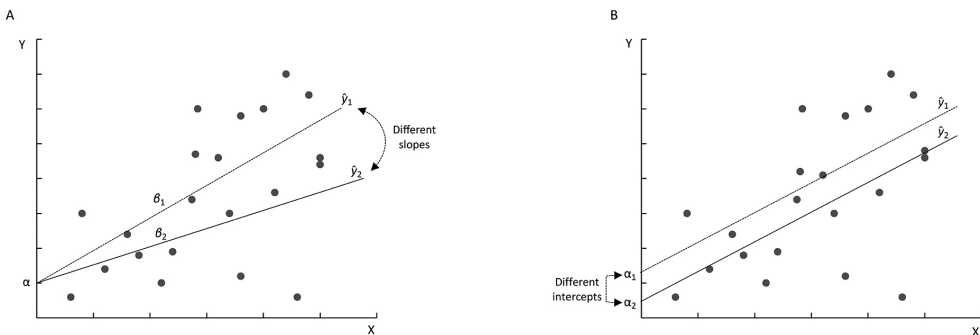 A
Y
ŷ1
Different
slopes
ŷ2
β1
β2
α
X
B
Y
ŷ1
ŷ2
Different
intercepts
α1
α2
X